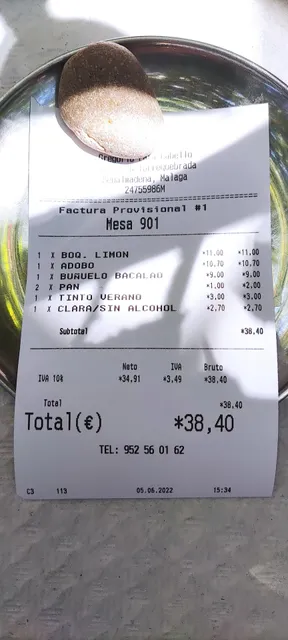 Gregorio
Torrequebrada
Benalmadena, Malaga
24755986M
Factura Provisional #1
Mesa 901
1 X BOQ. LIMON *11,00 *11,00
1 X ADOBO *10,70 *10,70
1 X BUÑUELO BACALAO *9,00 *9,00
2 X PAN *1,00 *2,00
1 X TINTO VERANO *3,00 *3,00
1 X CLARA/SIN ALCOHOL *2,70 *2,70
Subtotal *38,40
Neto IVA Bruto
IVA 10% *34,91 *3,49 *38,40
Total *38,40
Total(€) *38,40
TEL: 952 56 01 62
C3 113 05.06.2022 15:34